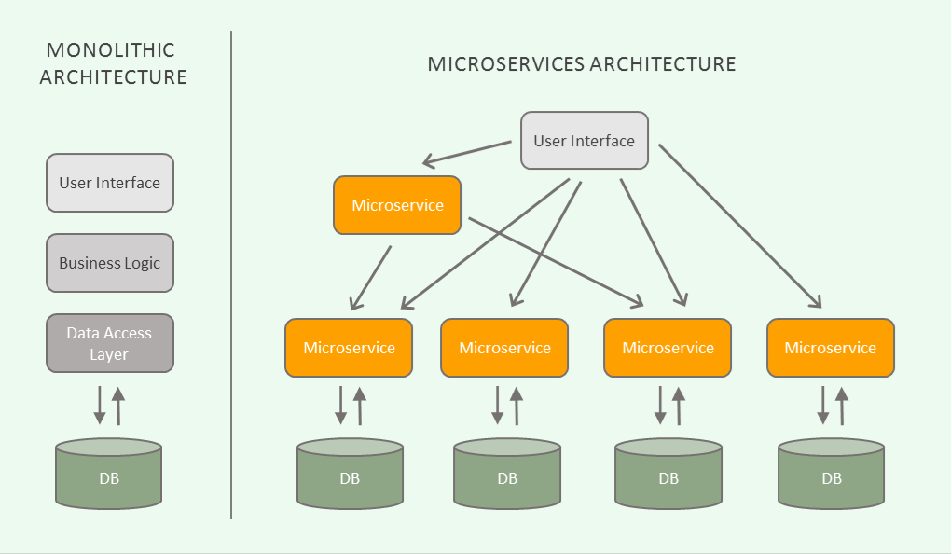 MONOLITHIC
ARCHITECTURE
User Interface
Business Logic
Data Access
Layer
DB
MICROSERVICES ARCHITECTURE
User Interface
Microservice
Microservice
Microservice
Microservice
Microservice
DB
DB
DB
DB